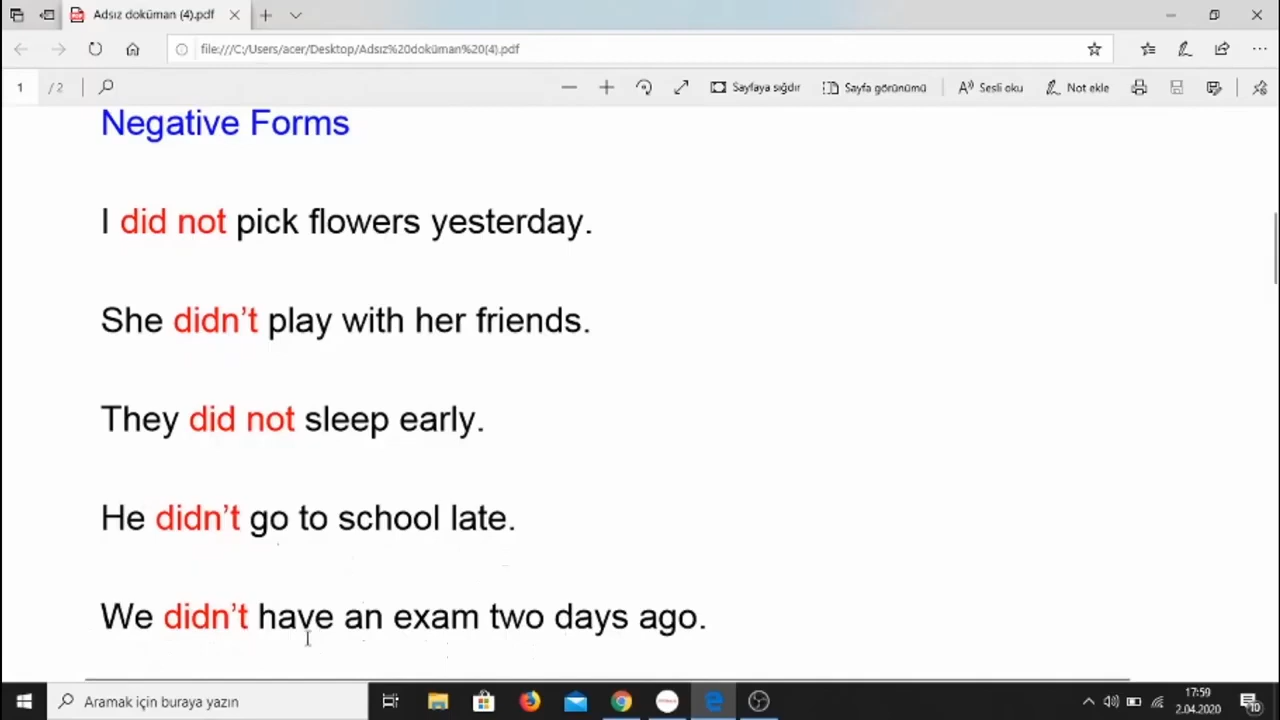 Adsız doküman (4).pdf
file:///C:/Users/acer/Desktop/Adsız%20doküman%20(4).pdf
1 / 2 Sayfaya sığdır Sayfa görünümü Sesli oku Not ekle
Negative Forms
I did not pick flowers yesterday.
She didn't play with her friends.
They did not sleep early.
He didn't go to school late.
We didn't have an exam two days ago.
Aramak için buraya yazın
17:59
2.04.2020
10